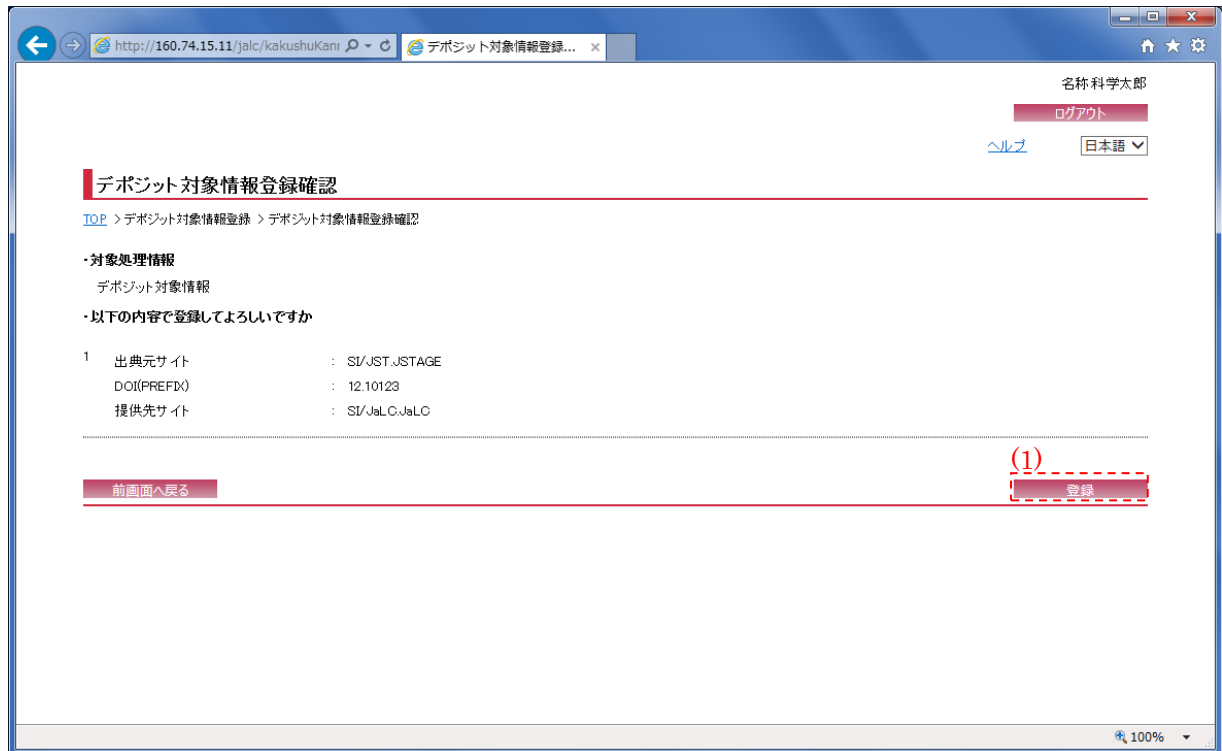 http://160.74.15.11/jalc/kakushuKanr
デポジット対象情報登録...
名称 科学太郎
ログアウト
ヘルプ 日本語
デポジット対象情報登録確認
TOP > デポジット対象情報登録 > デポジット対象情報登録確認
・対象処理情報
デポジット対象情報
・以下の内容で登録してよろしいですか
1 出典元サイト : SI/JST.JSTAGE
DOI(PREFIX) : 12.10123
提供先サイト : SI/JaLC.JaLC
(1)
前画面へ戻る 登録
100%